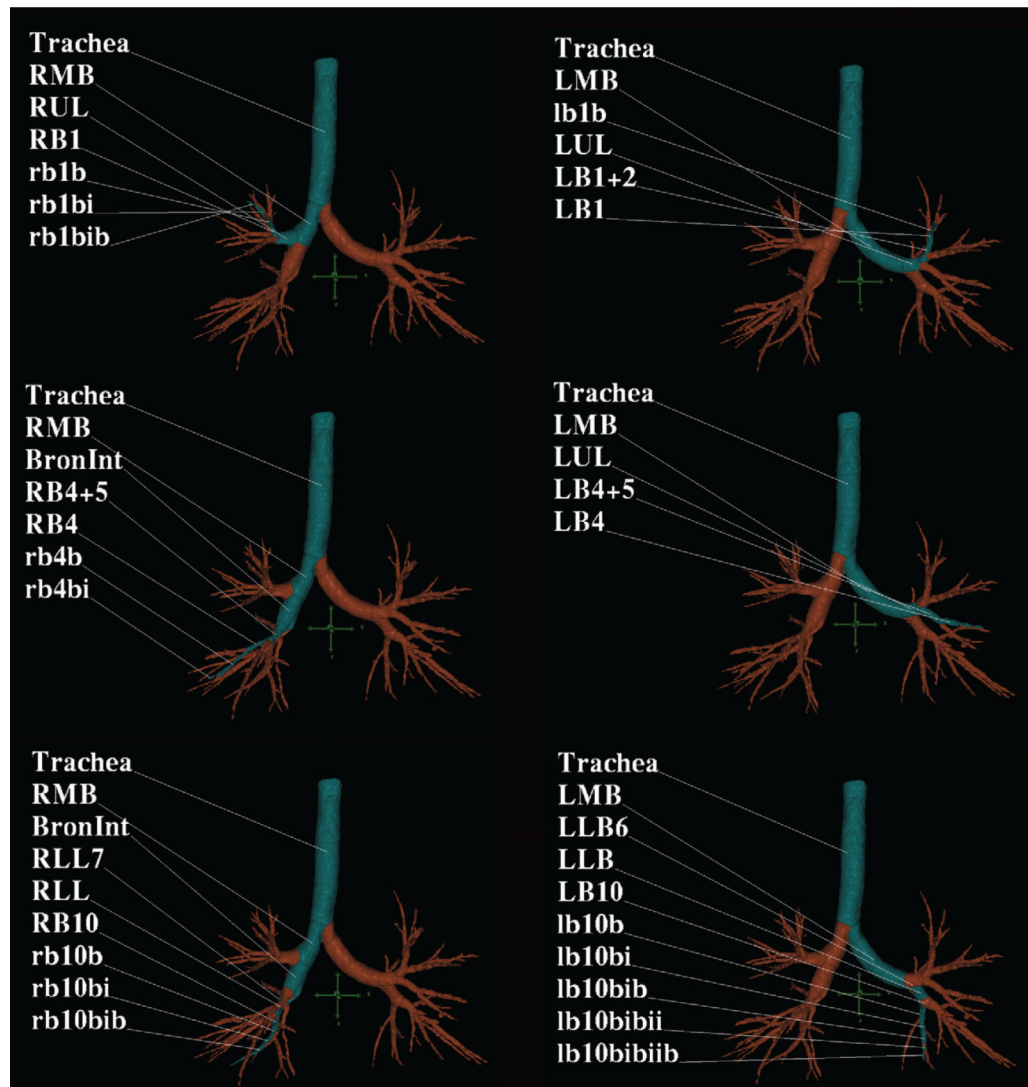 Trachea
RMB
RUL
RB1
rb1b
rb1bi
rb1bib
Trachea
LMB
lb1b
LUL
LB1+2
LB1
Trachea
RMB
BronInt
RB4+5
RB4
rb4b
rb4bi
Trachea
LMB
LUL
LB4+5
LB4
Trachea
RMB
BronInt
RLL7
RLL
RB10
rb10b
rb10bi
rb10bib
Trachea
LMB
LLB6
LLB
LB10
lb10b
lb10bi
lb10bib
lb10bibii
lb10bibiib